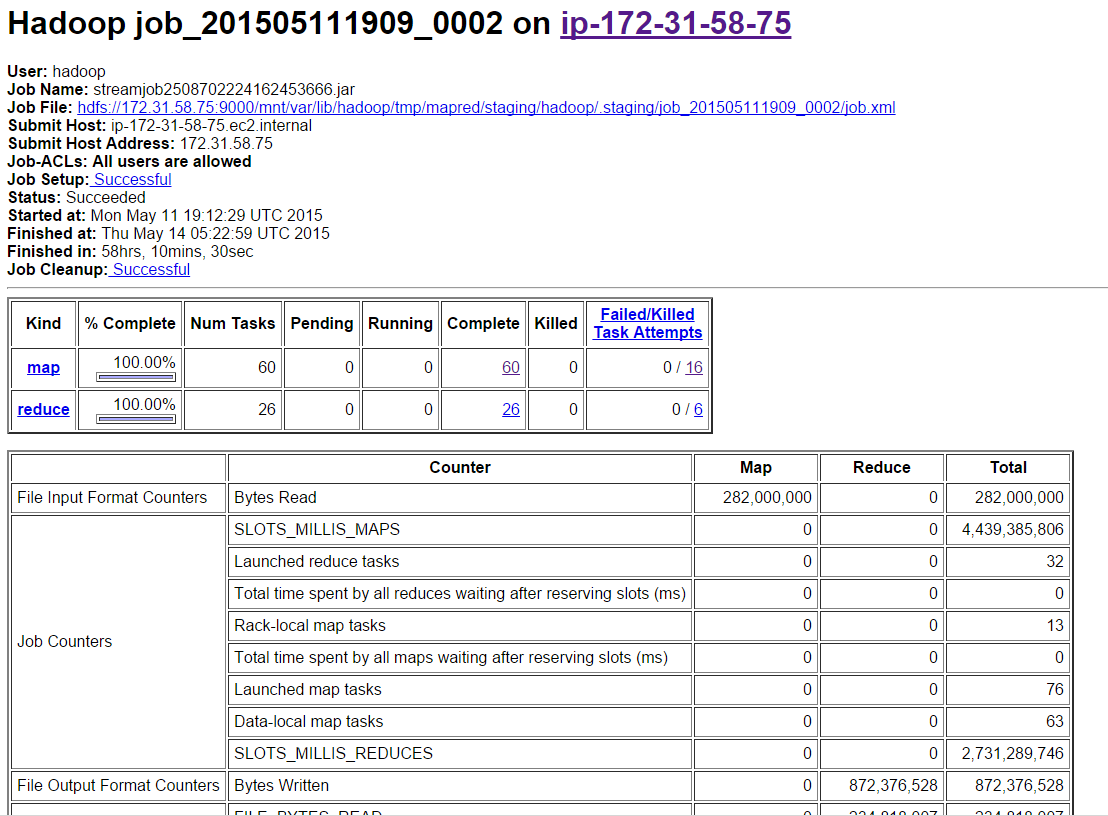 Hadoop job_201505111909_0002 on ip-172-31-58-75
User: hadoop
Job Name: streamjob2508702224162453666.jar
Job File: hdfs://172.31.58.75:9000/mnt/var/lib/hadoop/tmp/mapred/staging/hadoop/.staging/job_201505111909_0002/job.xml
Submit Host: ip-172-31-58-75.ec2.internal
Submit Host Address: 172.31.58.75
Job-ACLs: All users are allowed
Job Setup: Successful
Status: Succeeded
Started at: Mon May 11 19:12:29 UTC 2015
Finished at: Thu May 14 05:22:59 UTC 2015
Finished in: 58hrs, 10mins, 30sec
Job Cleanup: Successful
Kind % Complete Num Tasks Pending Running Complete Killed Failed/Killed
Task Attempts
map 100.00% 60 0 0 60 0 0 / 16
reduce 100.00% 26 0 0 26 0 0 / 6
Counter Map Reduce Total
File Input Format Counters Bytes Read 282,000,000 0 282,000,000
SLOTS_MILLIS_MAPS 0 0 4,439,385,806
Launched reduce tasks 0 0 32
Total time spent by all reduces waiting after reserving slots (ms) 0 0 0
Rack-local map tasks 0 0 13
Job Counters
Total time spent by all maps waiting after reserving slots (ms) 0 0 0
Launched map tasks 0 0 76
Data-local map tasks 0 0 63
SLOTS_MILLIS_REDUCES 0 0 2,731,289,746
File Output Format Counters Bytes Written 0 872,376,528 872,376,528